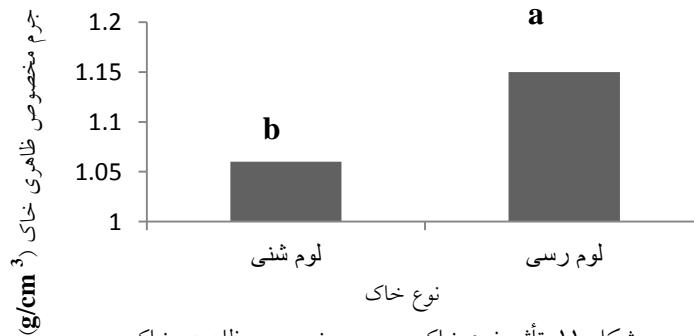 جرم مخصوص ظاهری خاک (g/cm ³)
1.2
1.15
1.1
1.05
1
a
b
لوم شنی
لوم رسی
نوع خاک